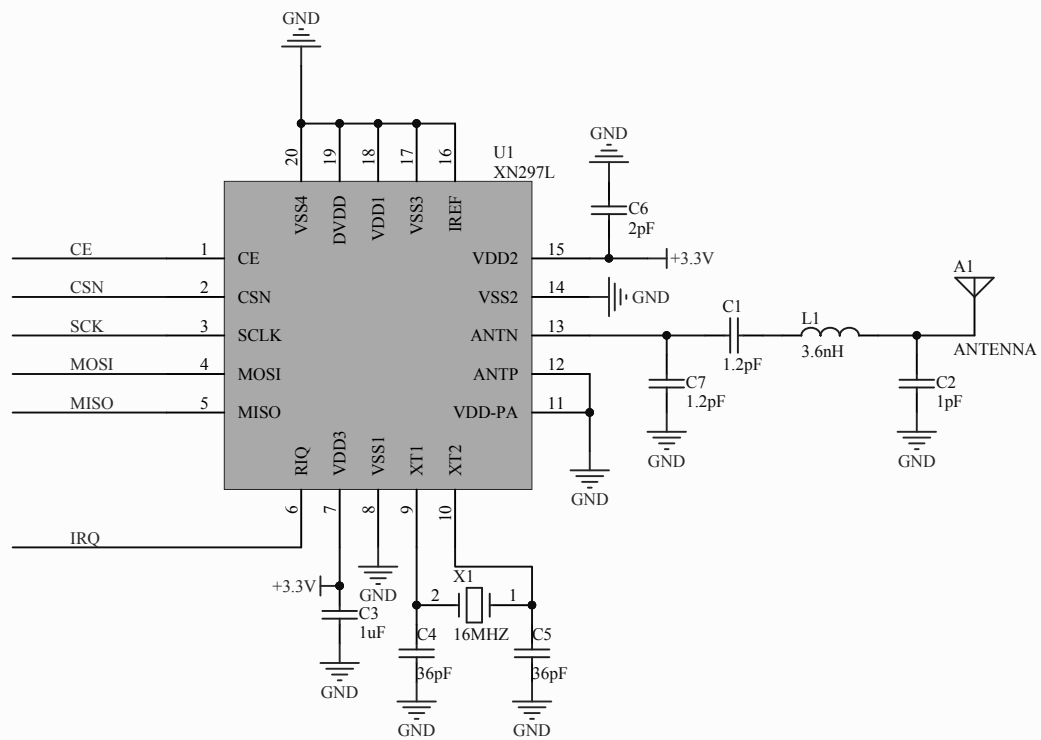 GND
20
19
18
17
16
U1
XN297L
VSS4
DVDD
VDD1
VSS3
IREF
GND
C6
2pF
CE
1
CE
VDD2
15
+3.3V
CSN
2
CSN
VSS2
14
GND
SCK
3
SCLK
ANTN
13
C1
1.2pF
L1
3.6nH
A1
ANTENNA
MOSI
4
MOSI
ANTP
12
C7
1.2pF
GND
C2
1pF
GND
MISO
5
MISO
VDD-PA
11
GND
RIQ
VDD3
VSS1
XT1
XT2
6
7
8
9
10
IRQ
+3.3V
C3
1uF
GND
GND
X1
2
1
16MHZ
C4
36pF
GND
C5
36pF
GND